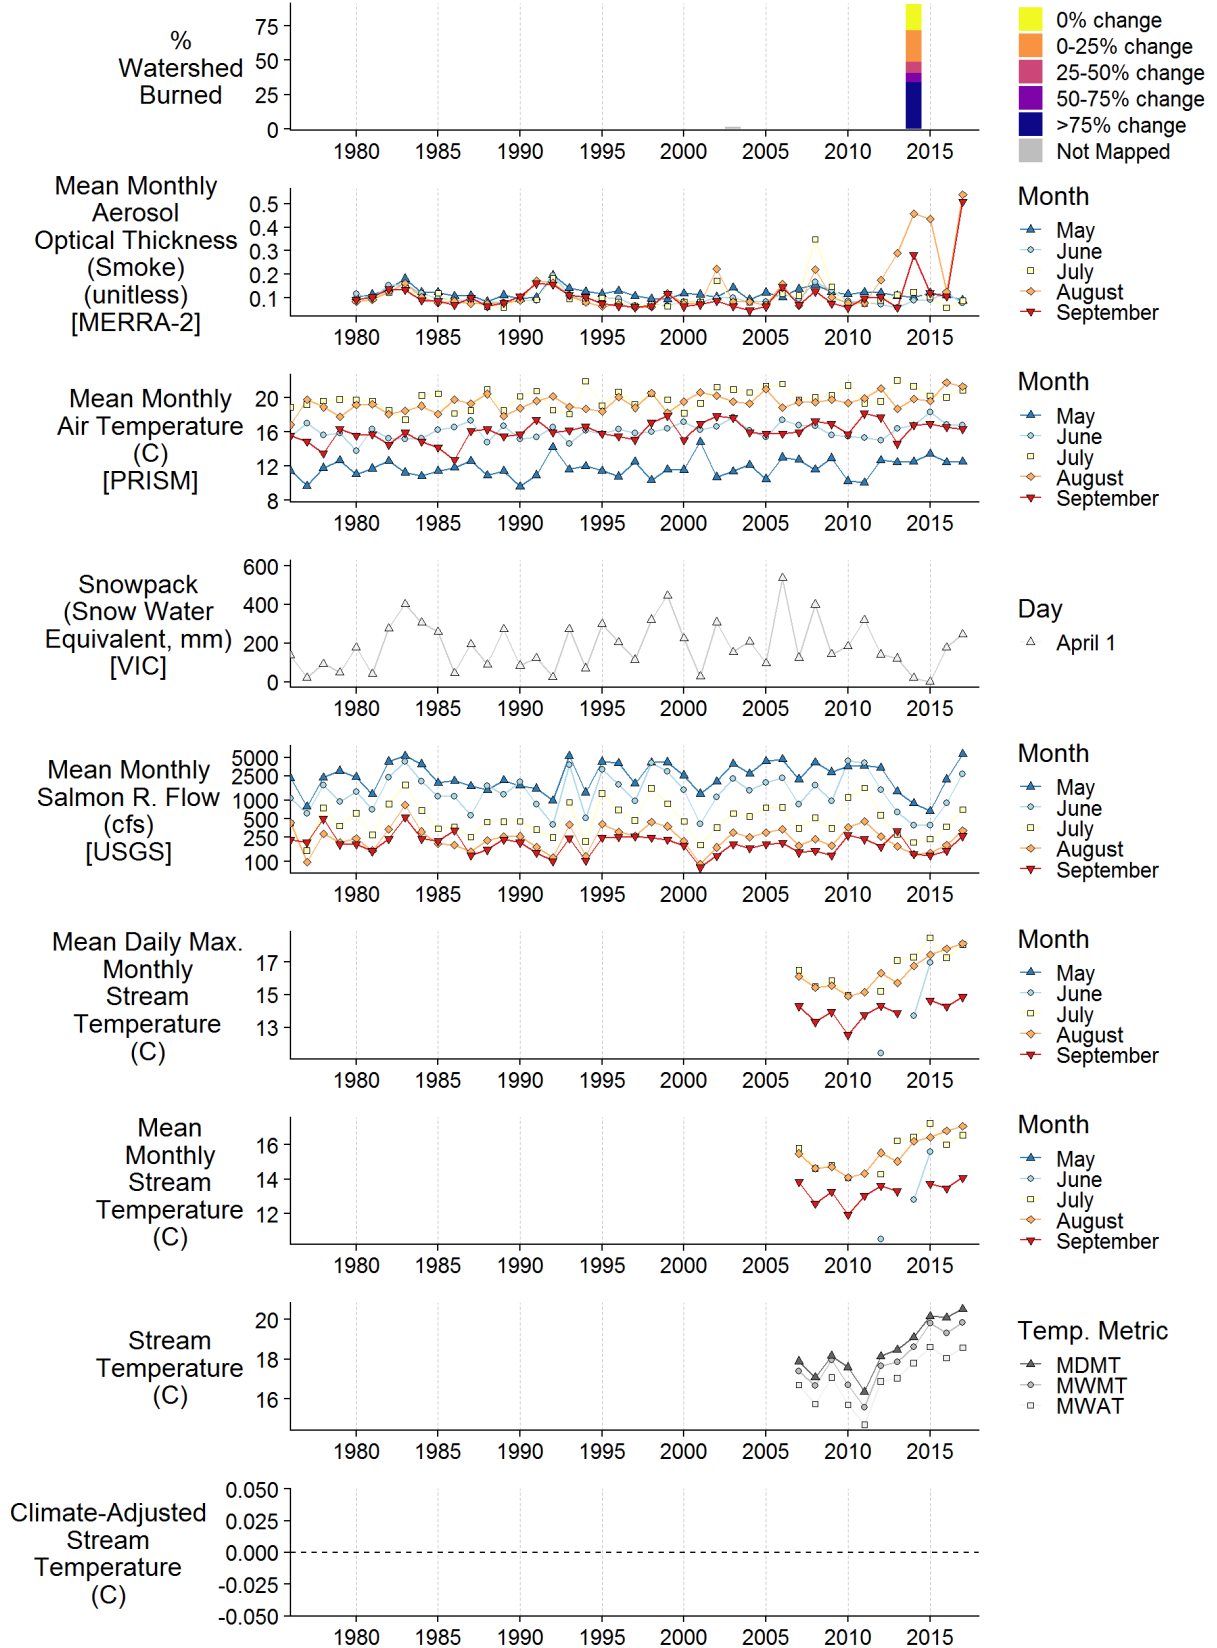 %
Watershed
Burned
75
50
25
0
1980 1985 1990 1995 2000 2005 2010 2015
0% change
0-25% change
25-50% change
50-75% change
>75% change
Not Mapped
Mean Monthly
Aerosol
Optical Thickness
(Smoke)
(unitless)
[MERRA-2]
0.5
0.4
0.3
0.2
0.1
1980 1985 1990 1995 2000 2005 2010 2015
Month
May
June
July
August
September
Mean Monthly
Air Temperature
(C)
[PRISM]
20
16
12
8
1980 1985 1990 1995 2000 2005 2010 2015
Month
May
June
July
August
September
Snowpack
(Snow Water
Equivalent, mm)
[VIC]
600
400
200
0
1980 1985 1990 1995 2000 2005 2010 2015
Day
April 1
Mean Monthly
Salmon R. Flow
(cfs)
[USGS]
5000
2500
1000
500
250
100
1980 1985 1990 1995 2000 2005 2010 2015
Month
May
June
July
August
September
Mean Daily Max.
Monthly
Stream
Temperature
(C)
17
15
13
1980 1985 1990 1995 2000 2005 2010 2015
Month
May
June
July
August
September
Mean
Monthly
Stream
Temperature
(C)
16
14
12
1980 1985 1990 1995 2000 2005 2010 2015
Month
May
June
July
August
September
Stream
Temperature
(C)
20
18
16
1980 1985 1990 1995 2000 2005 2010 2015
Temp. Metric
MDMT
MWMT
MWAT
Climate-Adjusted
Stream
Temperature
(C)
0.050
0.025
0.000
-0.025
-0.050
1980 1985 1990 1995 2000 2005 2010 2015